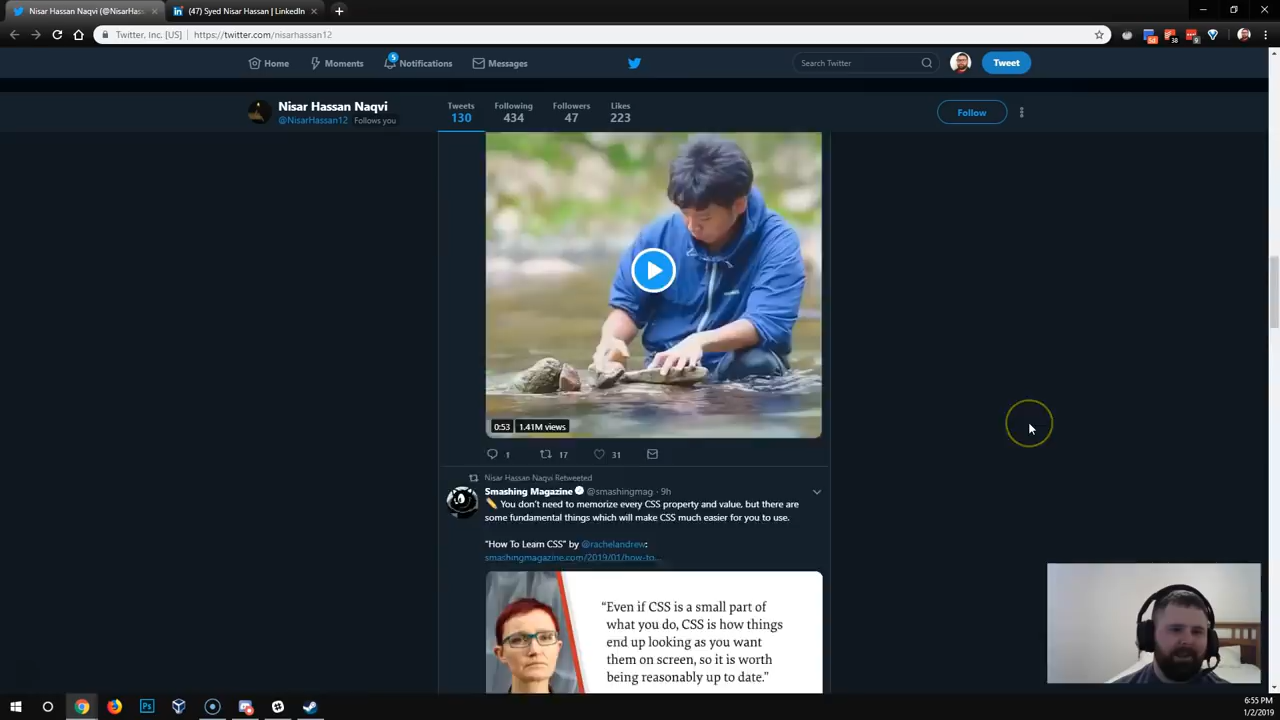 Nisar Hassan Naqvi (@NisarHas
(47) Syed Nisar Hassan | LinkedIn
Twitter, Inc. [US] | https://twitter.com/nisarhassan12
Home
Moments
5
Notifications
Messages
Search Twitter
Tweet
Nisar Hassan Naqvi
@NisarHassan12 Follows you
Tweets
130
Following
434
Followers
47
Likes
223
Follow
0:53
1.41M views
1
17
31
Nisar Hassan Naqvi Retweeted
Smashing Magazine @smashingmag · 9h
You don't need to memorize every CSS property and value, but there are
some fundamental things which will make CSS much easier for you to use.
"How To Learn CSS" by @rachelandrew:
smashingmagazine.com/2019/01/how-to...
"Even if CSS is a small part of
what you do, CSS is how things
end up looking as you want
them on screen, so it is worth
being reasonably up to date."
Ps
6:55 PM
1/2/2019